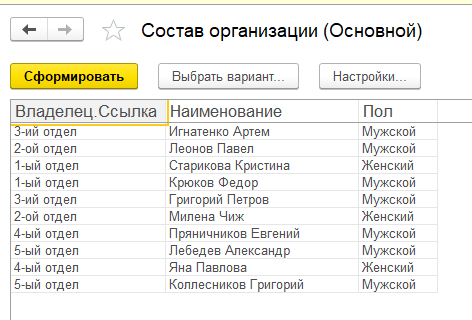 Состав организации (Основной)
Сформировать Выбрать вариант... Настройки...
Владелец.Ссылка Наименование Пол
3-ий отдел Игнатенко Артем Мужской
2-ой отдел Леонов Павел Мужской
1-ый отдел Старикова Кристина Женский
1-ый отдел Крюков Федор Мужской
3-ий отдел Григорий Петров Мужской
2-ой отдел Милена Чиж Женский
4-ый отдел Пряничников Евгений Мужской
5-ый отдел Лебедев Александр Мужской
4-ый отдел Яна Павлова Женский
5-ый отдел Коллесников Григорий Мужской